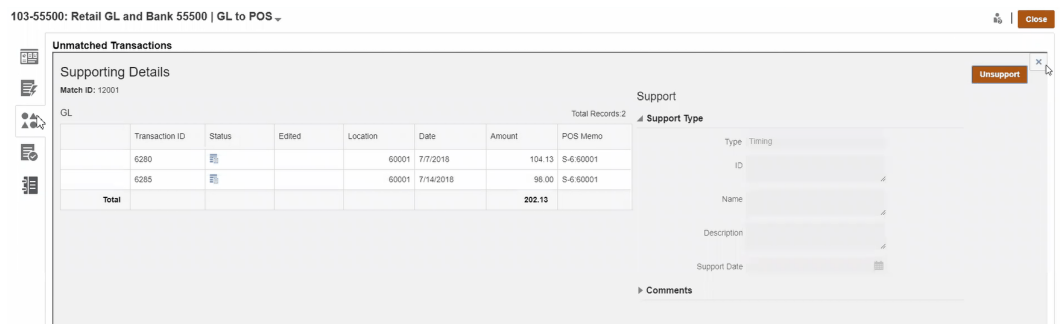 103-55500: Retail GL and Bank 55500 | GL to POS
Close
Unmatched Transactions
Supporting Details
Unsupport
Match ID: 12001
Support
GL
Total Records:2
Support Type
Transaction ID Status Edited Location Date Amount POS Memo
Type Timing
6280 60001 7/7/2018 104.13 S-6:60001
ID
6285 60001 7/14/2018 98.00 S-6:60001
Total 202.13
Name
Description
Support Date
Comments